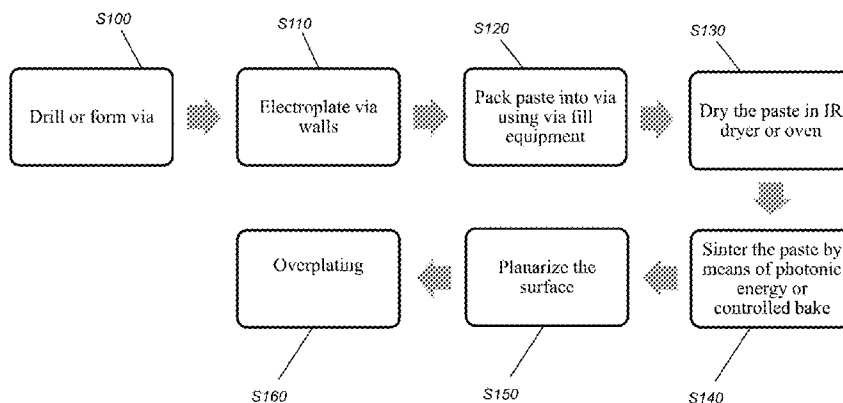 S100
S110
S120
S130
Drill or form via
Electroplate via
walls
Pack paste into via
using via fill
equipment
Dry the paste in IR
dryer or oven
Overplating
Planarize the
surface
Sinter the paste by
means of photonic
energy or
controlled bake
S160
S150
S140